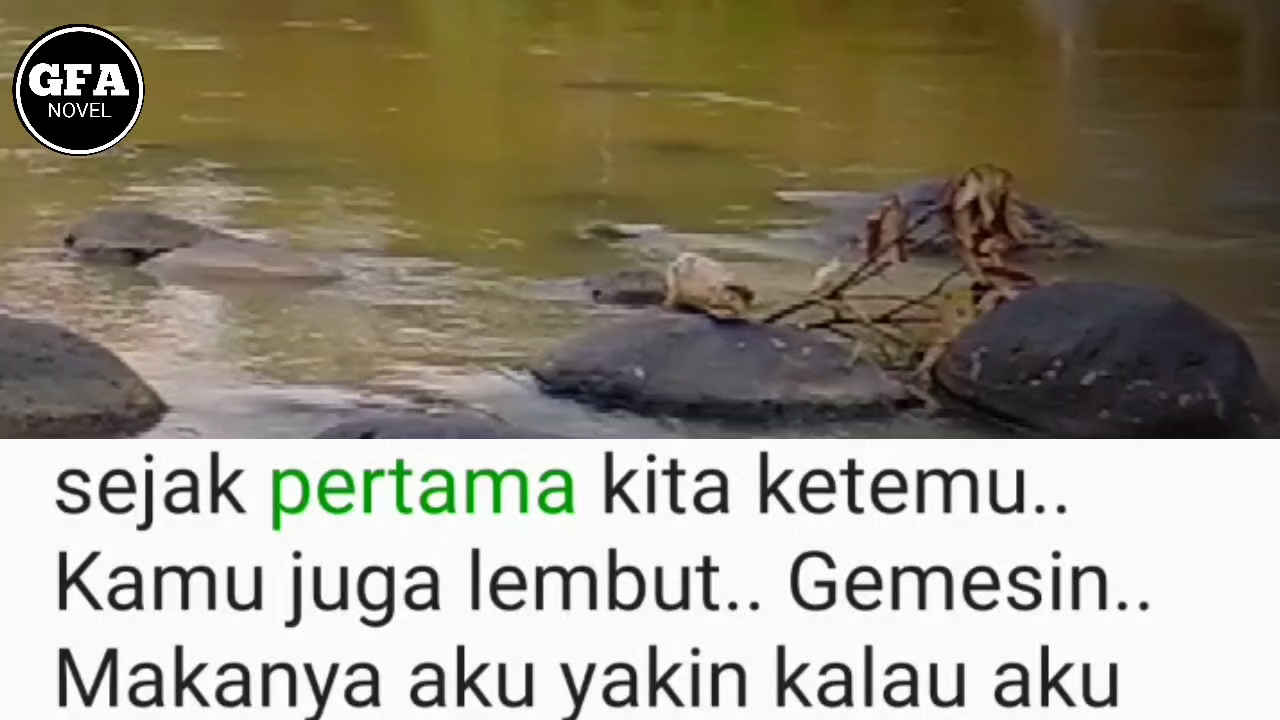 GFA
NOVEL
sejak pertama kita ketemu..
Kamu juga lembut.. Gemesin..
Makanya aku yakin kalau aku